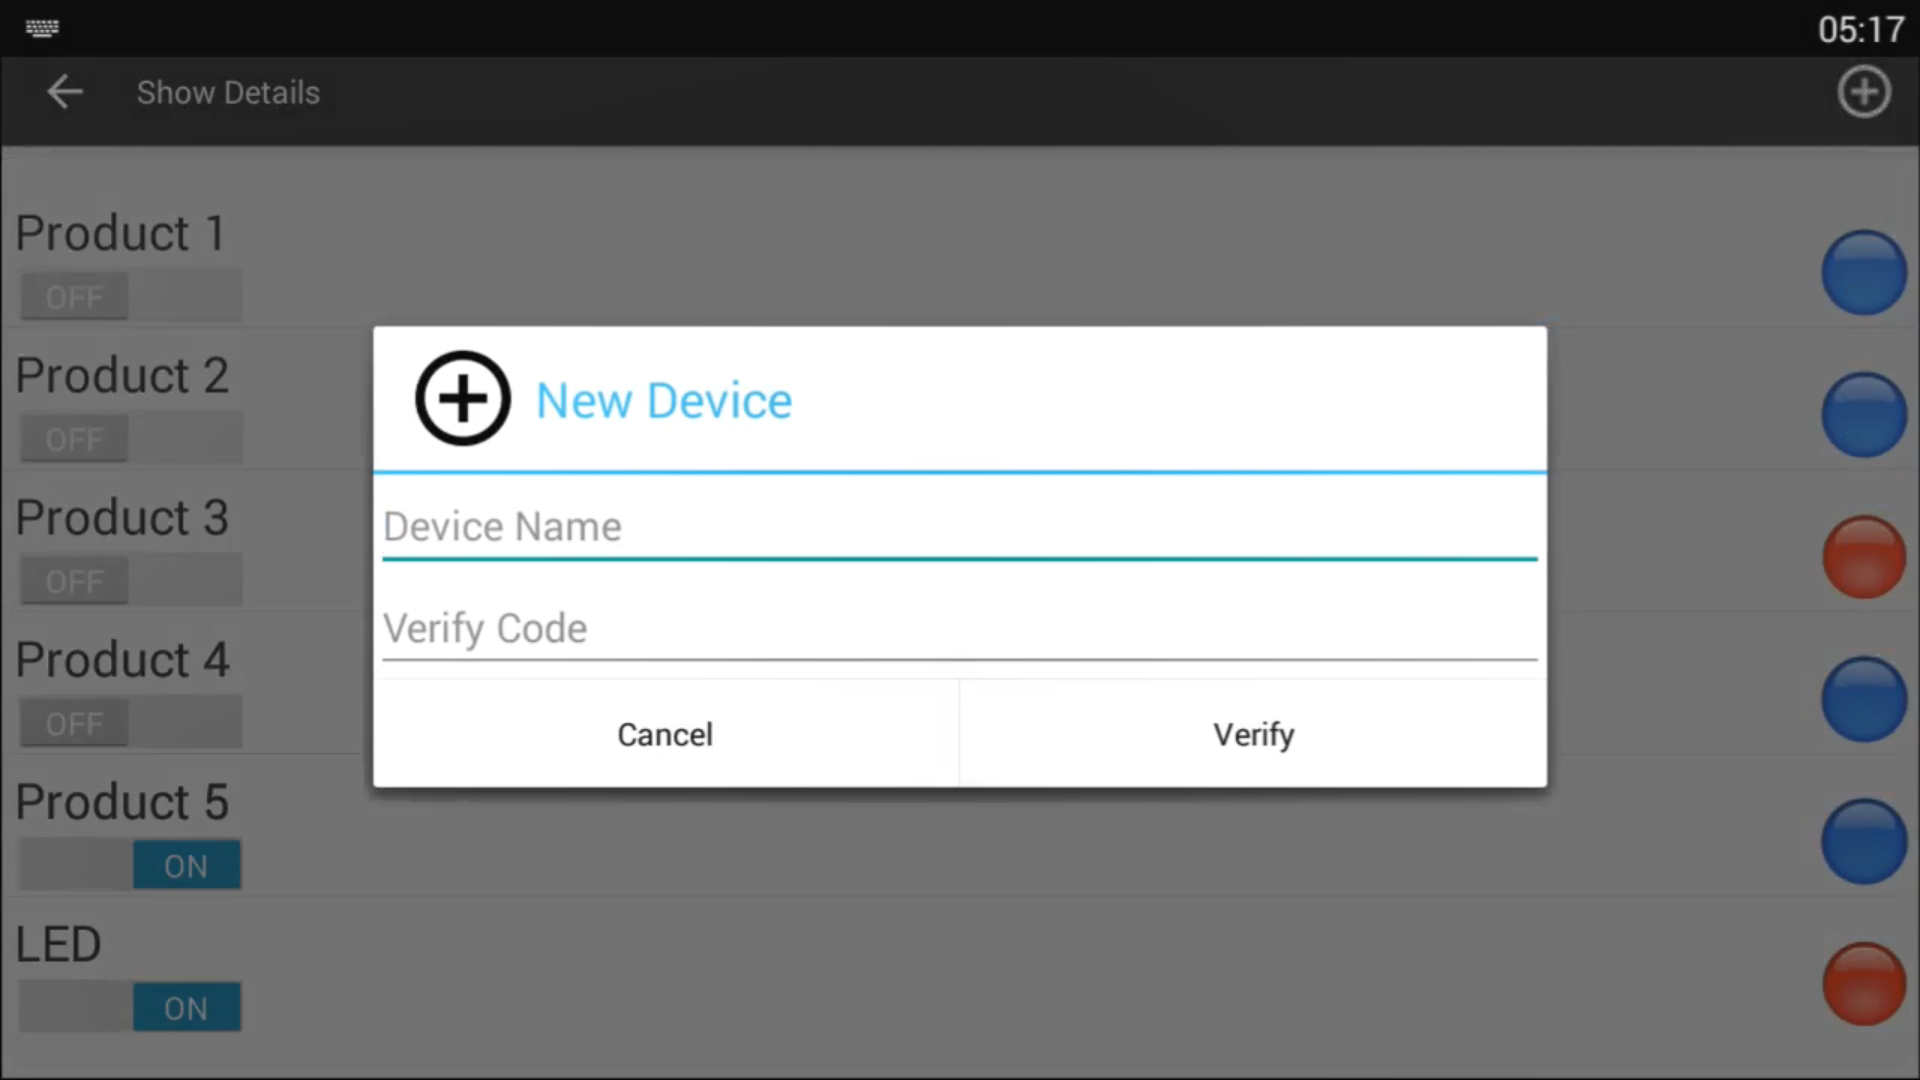 05:17
Show Details
Product 1
OFF
Product 2
OFF
Product 3
OFF
Product 4
OFF
Product 5
ON
LED
ON
New Device
Device Name
Verify Code
Cancel Verify